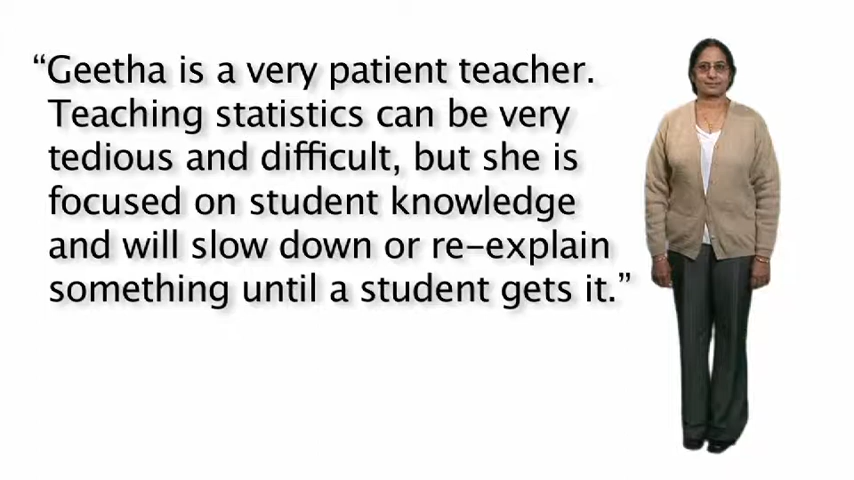 “Geetha is a very patient teacher.
Teaching statistics can be very
tedious and difficult, but she is
focused on student knowledge
and will slow down or re-explain
something until a student gets it.”